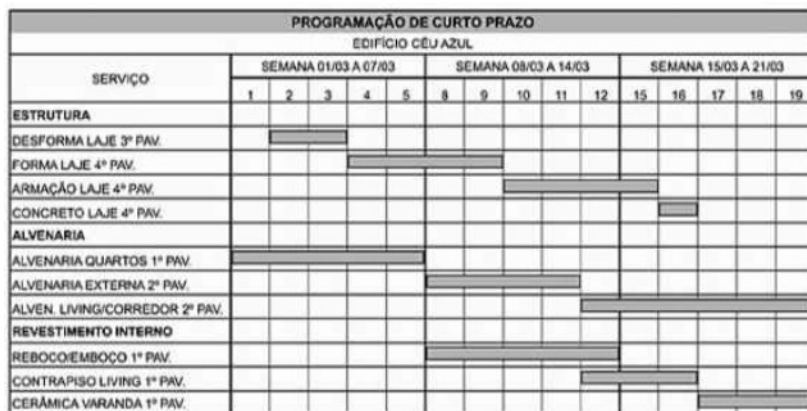 PROGRAMAÇÃO DE CURTO PRAZO
EDIFÍCIO CÉU AZUL
SERVIÇO SEMANA 01/03 A 07/03 SEMANA 08/03 A 14/03 SEMANA 15/03 A 21/03
1 2 3 4 5 8 9 10 11 12 15 16 17 18 19
ESTRUTURA
DESFORMA LAJE 3º PAV.
FORMA LAJE 4º PAV.
ARMAÇÃO LAJE 4º PAV.
CONCRETO LAJE 4º PAV.
ALVENARIA
ALVENARIA QUARTOS 1º PAV.
ALVENARIA EXTERNA 2º PAV.
ALVEN. LIVING/CORREDOR 2º PAV.
REVESTIMENTO INTERNO
REBOCO/EMBOÇO 1º PAV.
CONTRAPISO LIVING 1º PAV.
CERÂMICA VARANDA 1º PAV.